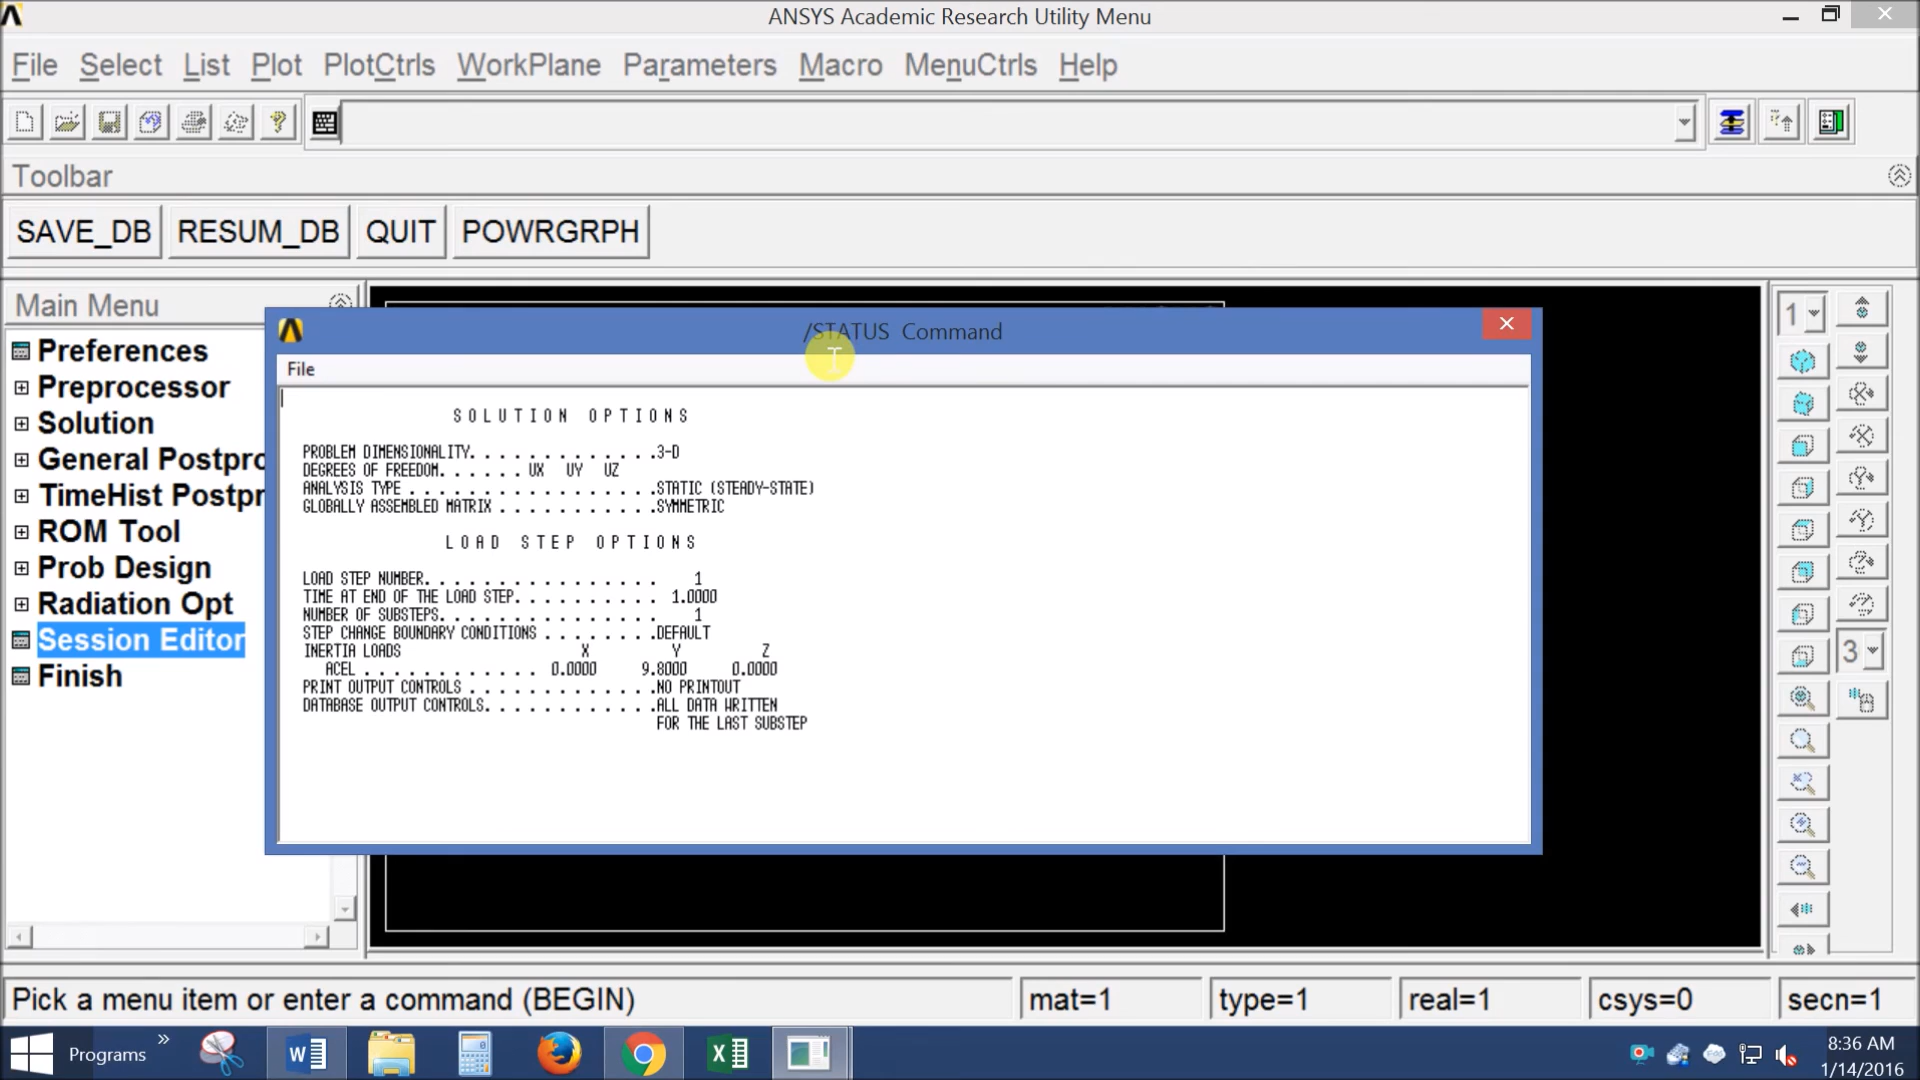 ANSYS Academic Research Utility Menu
File Select List Plot PlotCtrls WorkPlane Parameters Macro MenuCtrls Help
Toolbar
SAVE_DB RESUM_DB QUIT POWRGRPH
Main Menu
Preferences
Preprocessor
Solution
General Postpro
TimeHist Postpr
ROM Tool
Prob Design
Radiation Opt
Session Editor
Finish
/STATUS Command
File
SOLUTION OPTIONS
PROBLEM DIMENSIONALITY. . . . . . . . . . . . .3-D
DEGREES OF FREEDOM. . . . . . UX UY UZ
ANALYSIS TYPE . . . . . . . . . . . . . . . . .STATIC (STEADY-STATE)
GLOBALLY ASSEMBLED MATRIX . . . . . . . . . . .SYMMETRIC
LOAD STEP OPTIONS
LOAD STEP NUMBER. . . . . . . . . . . . . . . . 1
TIME AT END OF THE LOAD STEP. . . . . . . . . . 1.0000
NUMBER OF SUBSTEPS. . . . . . . . . . . . . . . 1
STEP CHANGE BOUNDARY CONDITIONS . . . . . . . .DEFAULT
INERTIA LOADS X Y Z
ACEL . . . . . . . . . . . . 0.0000 9.8000 0.0000
PRINT OUTPUT CONTROLS . . . . . . . . . . . . .NO PRINTOUT
DATABASE OUTPUT CONTROLS. . . . . . . . . . . .ALL DATA WRITTEN
FOR THE LAST SUBSTEP
1
3
Pick a menu item or enter a command (BEGIN) mat=1 type=1 real=1 csys=0 secn=1
Programs
8:36 AM
1/14/2016